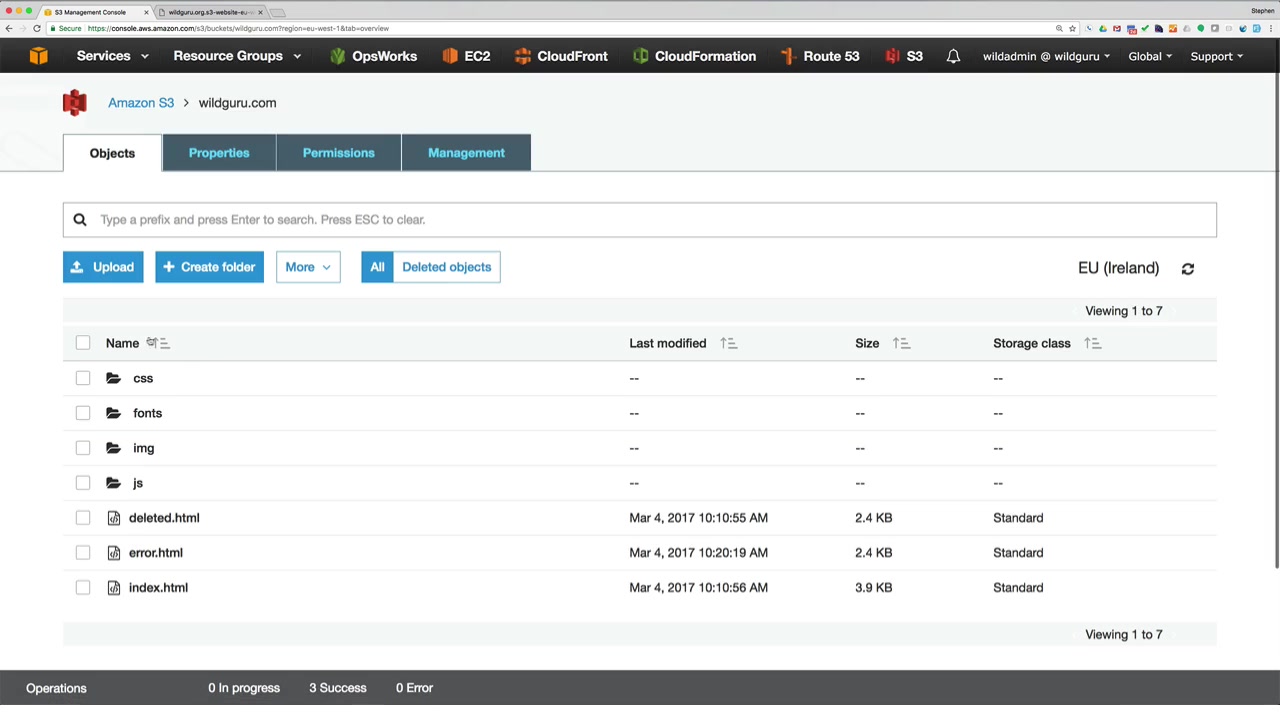 S3 Management Console
wildguru.org.s3-website-eu-w
Stephen
Secure
https://console.aws.amazon.com/s3/buckets/wildguru.com?region=eu-west-1&tab=overview
Services
Resource Groups
OpsWorks
EC2
CloudFront
CloudFormation
Route 53
S3
wildadmin @ wildguru
Global
Support
Amazon S3 > wildguru.com
Objects
Properties
Permissions
Management
Type a prefix and press Enter to search. Press ESC to clear.
Upload
+ Create folder
More
All
Deleted objects
EU (Ireland)
Viewing 1 to 7
Name
Last modified
Size
Storage class
css -- -- --
fonts -- -- --
img -- -- --
js -- -- --
deleted.html Mar 4, 2017 10:10:55 AM 2.4 KB Standard
error.html Mar 4, 2017 10:20:19 AM 2.4 KB Standard
index.html Mar 4, 2017 10:10:56 AM 3.9 KB Standard
Viewing 1 to 7
Operations
0 In progress
3 Success
0 Error